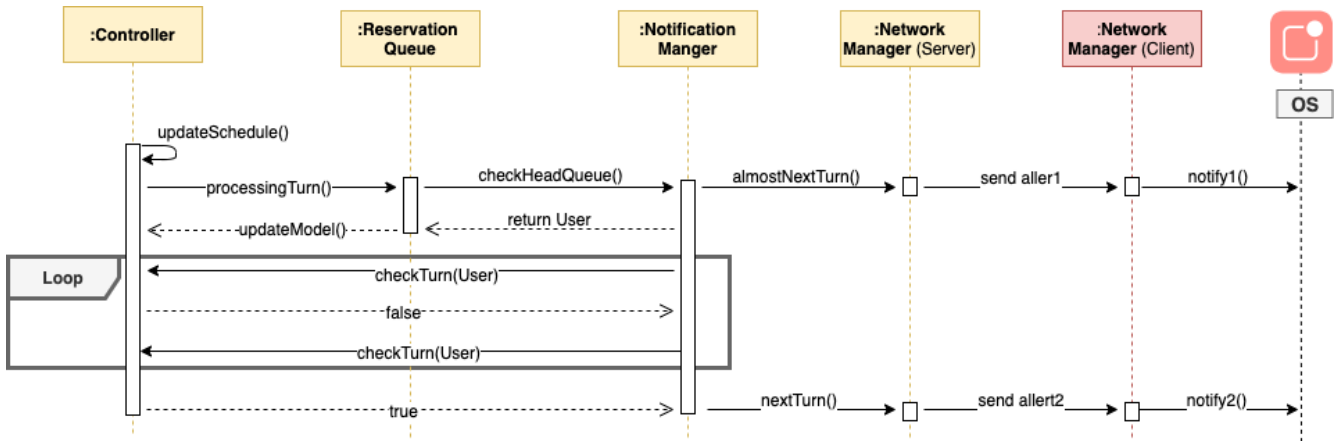 :Controller
:Reservation
Queue
:Notification
Manger
:Network
Manager (Server)
:Network
Manager (Client)
OS
updateSchedule()
processingTurn()
checkHeadQueue()
almostNextTurn()
send aller1
notify1()
updateModel()
return User
Loop
checkTurn(User)
false
checkTurn(User)
true
nextTurn()
send allert2
notify2()